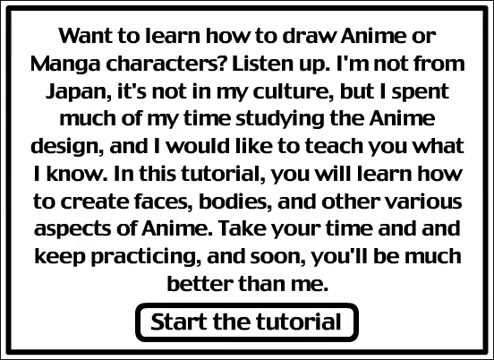 Want to learn how to draw Anime or
Manga characters? Listen up. I'm not from
Japan, it's not in my culture, but I spent
much of my time studying the Anime
design, and I would like to teach you what
I know. In this tutorial, you will learn how
to create faces, bodies, and other various
aspects of Anime. Take your time and and
keep practicing, and soon, you'll be much
better than me.
Start the tutorial